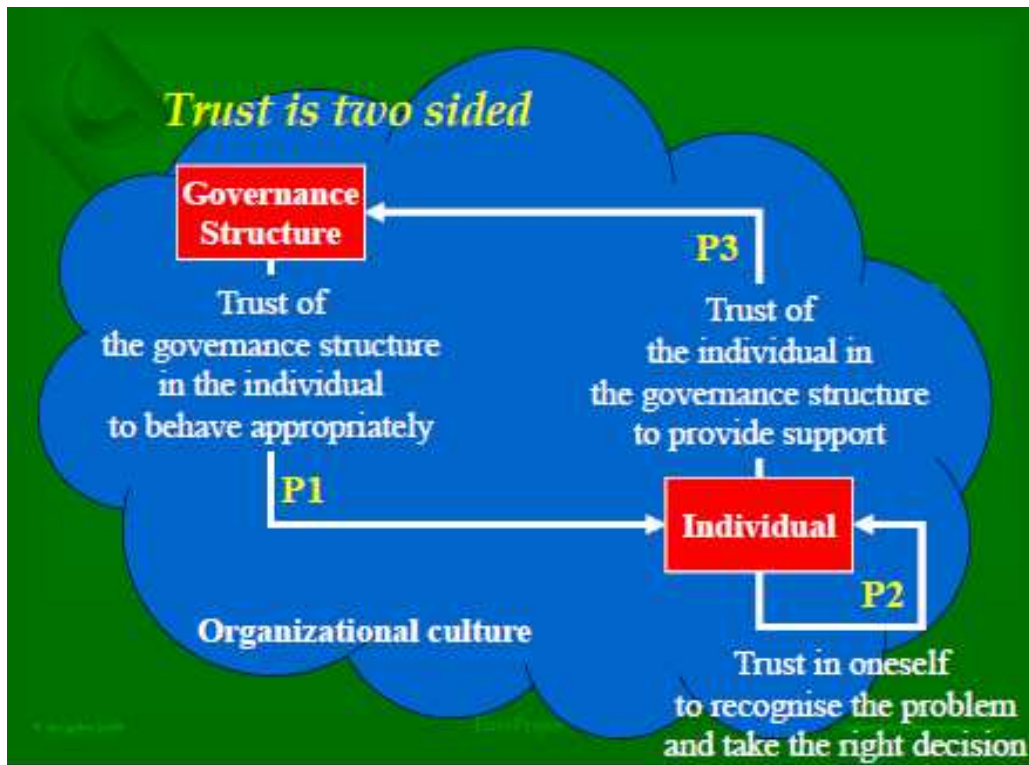 Trust is two sided
Governance
Structure
P3
Trust of
the governance structure
in the individual
to behave appropriately
Trust of
the individual in
the governance structure
to provide support
P1
Individual
P2
Organizational culture
Trust in oneself
to recognise the problem
and take the right decision